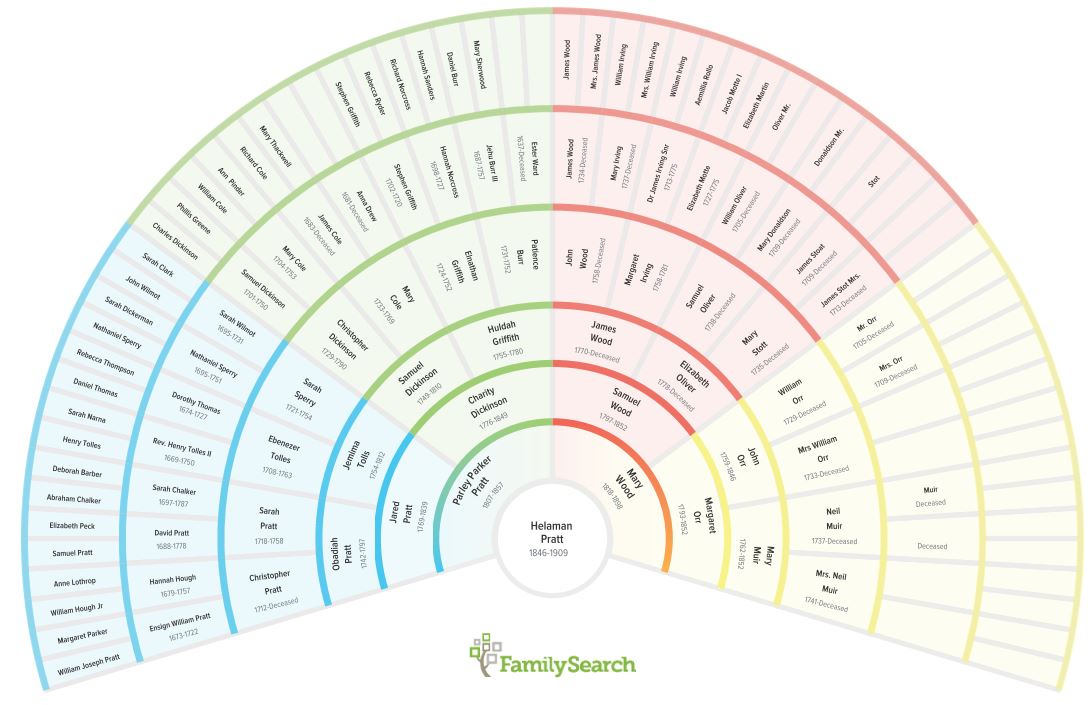 Helaman
Pratt
1846-1909
Parley Parker
Pratt
1807-1857
Mary
Wood
1818-1898
Jared
Pratt
1769-1839
Charity
Dickinson
1776-1849
Samuel
Wood
1797-1852
Margaret
Orr
1793-1852
Obadiah
Pratt
1742-1797
Jemima
Tolls
1754-1812
Samuel
Dickinson
1749-1810
Huldah
Griffith
1755-1780
James
Wood
1770-Deceased
Elizabeth
Oliver
1778-Deceased
John
Orr
1759-1846
Mary
Muir
1762-1852
Christopher
Pratt
1712-Deceased
Sarah
Pratt
1718-1758
Ebenezer
Tolles
1708-1763
Sarah
Sperry
1721-1754
Christopher
Dickinson
1729-1790
Mary
Cole
1733-1769
Elnathan
Griffith
1724-1752
Patience
Burr
1731-1752
John
Wood
1758-Deceased
Margaret
Irving
1758-1781
Samuel
Oliver
1738-Deceased
Mary
Stott
1735-Deceased
William
Orr
1729-Deceased
Mrs William
Orr
1733-Deceased
Neil
Muir
1737-Deceased
Mrs. Neil
Muir
1741-Deceased
Ensign William Pratt
1673-1722
Hannah Hough
1679-1757
David Pratt
1688-1778
Sarah Chalker
1697-1787
Rev. Henry Tolles II
1669-1750
Dorothy Thomas
1674-1727
Nathaniel Sperry
1695-1751
Sarah Wilmot
1695-1731
Samuel Dickinson
1701-1750
Mary Cole
1704-1753
James Cole
1683-Deceased
Anna Drew
1681-Deceased
Stephen Griffith
1702-1720
Hannah Norcross
1698-1727
Jehu Burr III
1687-1757
Ester Ward
1637-Deceased
James Wood
1734-Deceased
Mary Irving
1737-Deceased
Dr James Irving Snr
1713-1775
Elizabeth Motte
1727-1775
William Oliver
1705-Deceased
Mary Donaldson
1709-Deceased
James Stoat
1709-Deceased
James Stot Mrs.
1713-Deceased
Mr. Orr
1705-Deceased
Mrs. Orr
1709-Deceased
Muir
Deceased
Deceased
William Joseph Pratt
Margaret Parker
William Hough Jr
Anne Lothrop
Samuel Pratt
Elizabeth Peck
Abraham Chalker
Deborah Barber
Henry Tolles
Sarah Narna
Daniel Thomas
Rebecca Thompson
Nathaniel Sperry
Sarah Dickerman
John Wilmot
Sarah Clark
Charles Dickinson
Phillis Greene
William Cole
Ann Pinder
Richard Cole
Mary Thackwell
Stephen Griffith
Rebecca Ryder
Richard Norcross
Hannah Sanders
Daniel Burr
Mary Sherwood
James Wood
Mrs. James Wood
William Irving
Mrs. William Irving
William Irving
Aemillia Rollo
Jacob Motte I
Elizabeth Martin
Oliver Mr.
Donaldson Mr.
Stot
FamilySearch